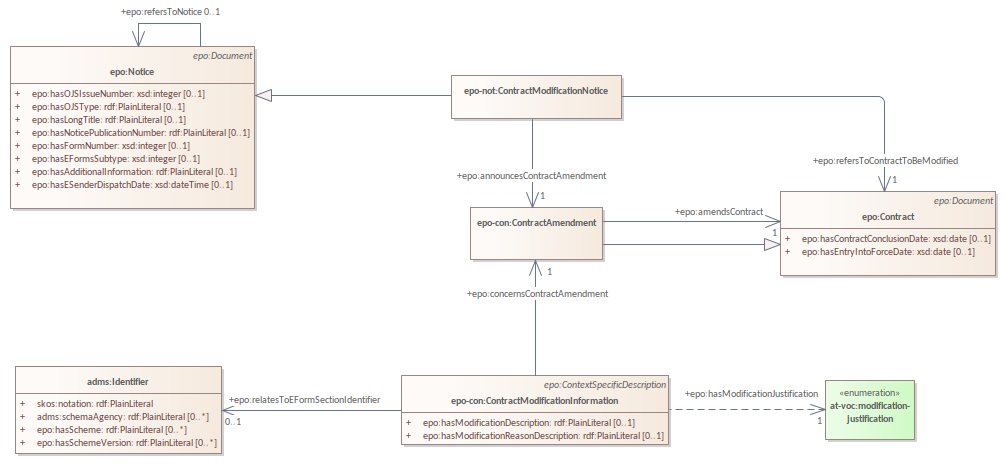 +epo:refersToNotice 0..1
epo:Document
epo:Notice
+ epo:hasOJSIssueNumber: xsd:integer [0..1]
+ epo:hasOJSType: rdf:PlainLiteral [0..1]
+ epo:hasLongTitle: rdf:PlainLiteral [0..1]
+ epo:hasNoticePublicationNumber: rdf:PlainLiteral [0..1]
+ epo:hasFormNumber: xsd:integer [0..1]
+ epo:hasEFormsSubtype: xsd:integer [0..1]
+ epo:hasAdditionalInformation: rdf:PlainLiteral [0..1]
+ epo:hasESenderDispatchDate: xsd:dateTime [0..1]
epo-not:ContractModificationNotice
+epo:refersToContractToBeModified
1
+epo:announcesContractAmendment
1
epo-con:ContractAmendment
+epo:amendsContract
1
epo:Document
epo:Contract
+ epo:hasContractConclusionDate: xsd:date [0..1]
+ epo:hasEntryIntoForceDate: xsd:date [0..1]
1
+epo:concernsContractAmendment
adms:Identifier
+ skos:notation: rdf:PlainLiteral
+ adms:schemaAgency: rdf:PlainLiteral [0..*]
+ epo:hasScheme: rdf:PlainLiteral [0..*]
+ epo:hasSchemeVersion: rdf:PlainLiteral [0..*]
+epo:relatesToEFormSectionIdentifier
0..1
epo:ContextSpecificDescription
epo-con:ContractModificationInformation
+ epo:hasModificationDescription: rdf:PlainLiteral [0..1]
+ epo:hasModificationReasonDescription: rdf:PlainLiteral [0..1]
+epo:hasModificationJustification
1
«enumeration»
at-voc:modification-
justification